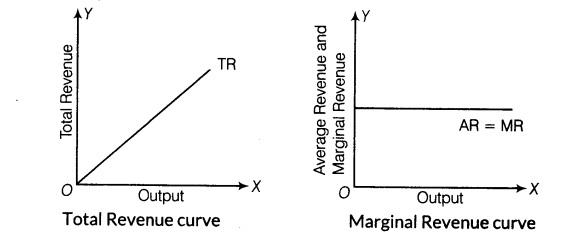 Y
Total Revenue
TR
O
Output
X
Total Revenue curve
Y
Average Revenue and
Marginal Revenue
AR = MR
O
Output
X
Marginal Revenue curve